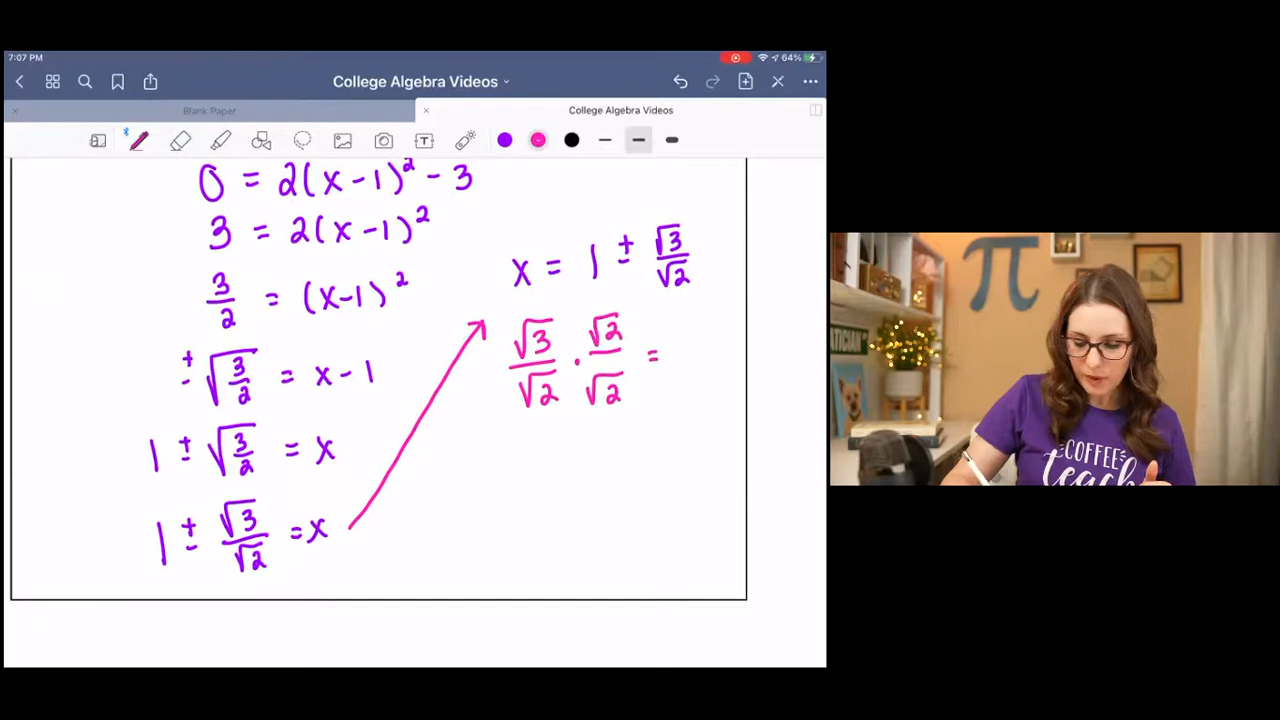 7:07 PM
64%
College Algebra Videos
Blank Paper
College Algebra Videos
T
0 = 2(x-1)² - 3
3 = 2(x-1)²
3/2 = (x-1)²
± √(3/2) = x - 1
1 ± √(3/2) = x
1 ± √3/√2 = x
x = 1 ± √3/√2
√3/√2 · √2/√2 =
π
COFFEE
teach